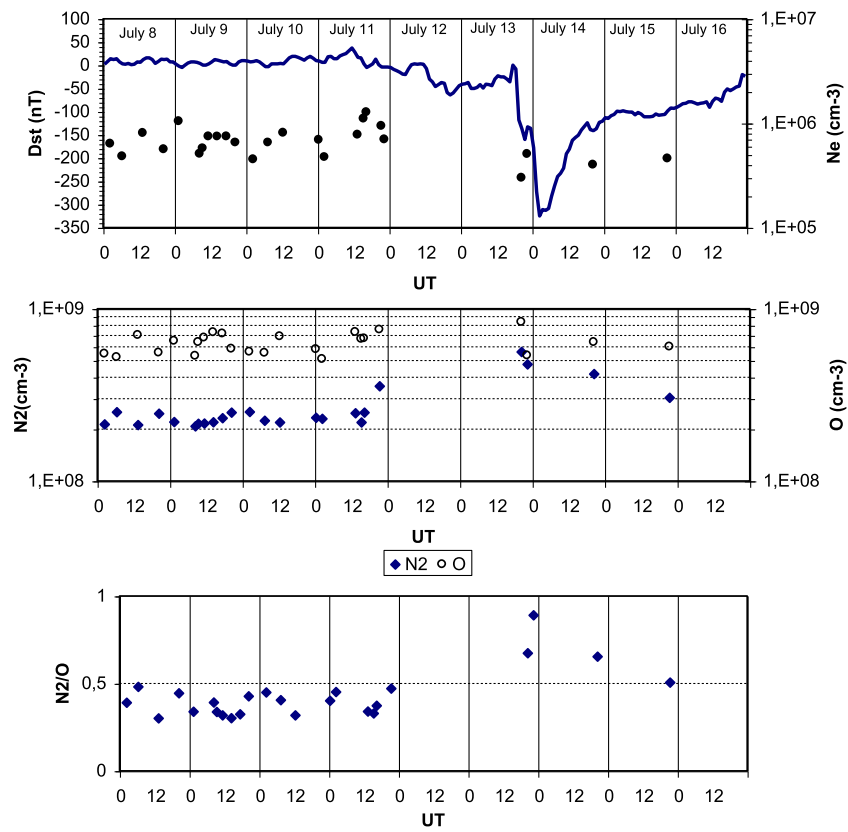 100 1,E+07
July 8 July 9 July 10 July 11 July 12 July 13 July 14 July 15 July 16
50
0
-50
-100 1,E+06
-150
-200
-250
-300
-350 1,E+05
Dst (nT)
Ne (cm-3)
0 12 0 12 0 12 0 12 0 12 0 12 0 12 0 12 0 12
UT
1,E+09 1,E+09
N2(cm-3)
O (cm-3)
1,E+08 1,E+08
0 12 0 12 0 12 0 12 0 12 0 12 0 12 0 12 0 12
UT
N2 O
1
N2/O
0,5
0
0 12 0 12 0 12 0 12 0 12 0 12 0 12 0 12 0 12
UT